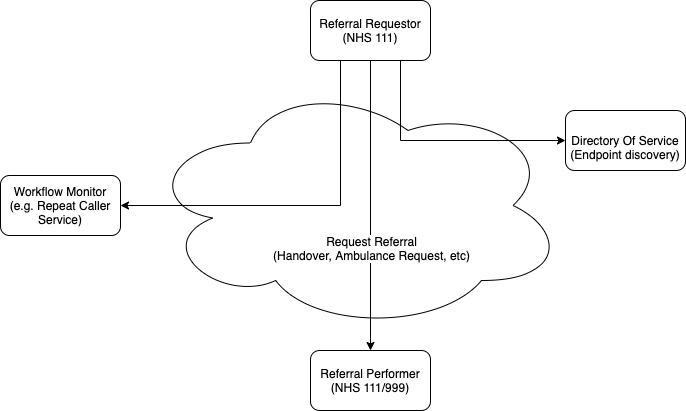 Referral Requestor
(NHS 111)
Directory Of Service
(Endpoint discovery)
Workflow Monitor
(e.g. Repeat Caller
Service)
Request Referral
(Handover, Ambulance Request, etc)
Referral Performer
(NHS 111/999)